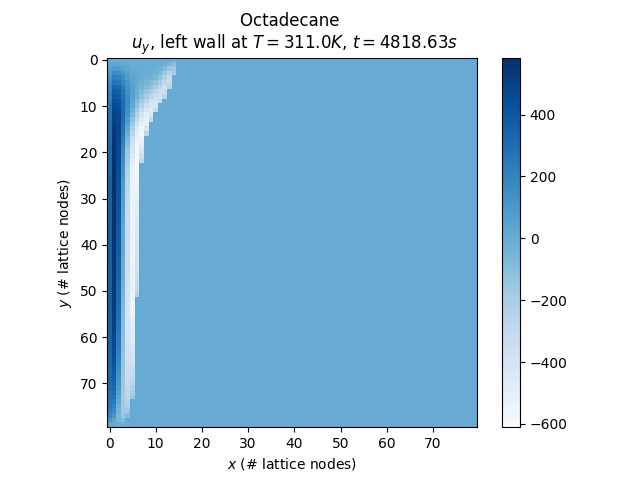 Octadecane
u_y, left wall at T = 311.0K, t = 4818.63s
0
10
20
30
40
50
60
70
y (# lattice nodes)
0 10 20 30 40 50 60 70
x (# lattice nodes)
400
200
0
−200
−400
−600